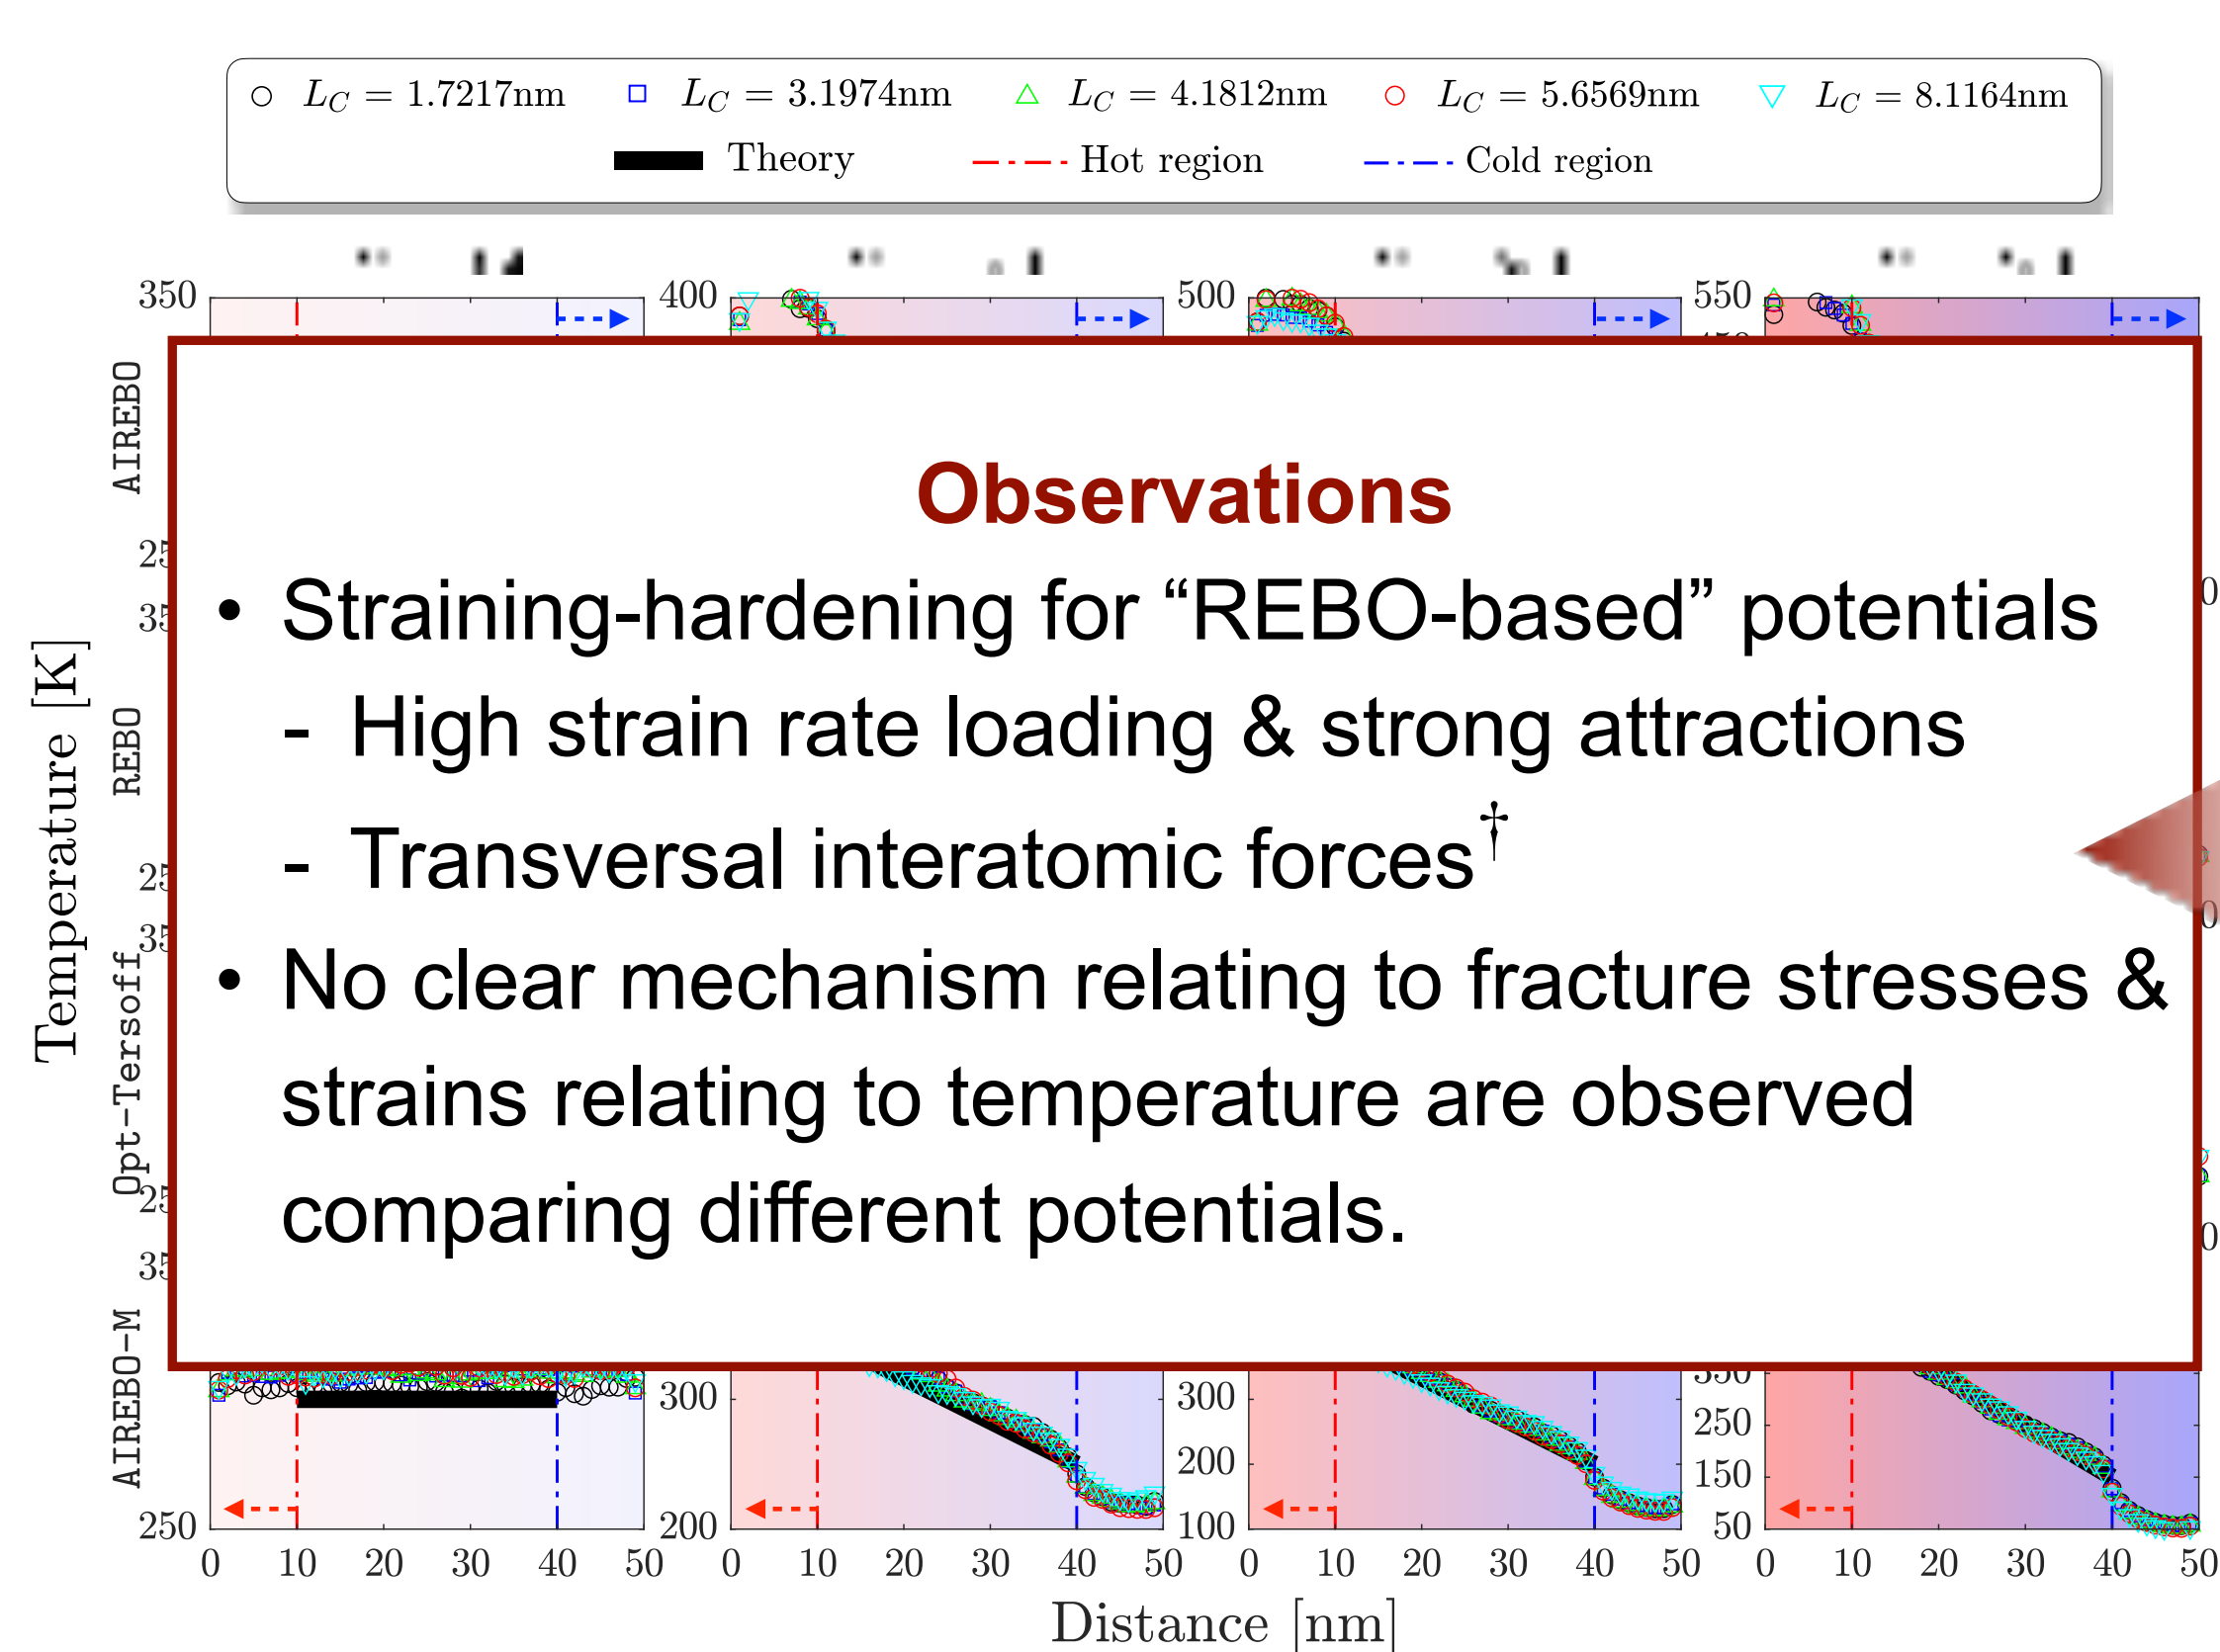 L_C = 1.7217nm L_C = 3.1974nm L_C = 4.1812nm L_C = 5.6569nm L_C = 8.1164nm
Theory Hot region Cold region
350 400 500 550
AIREBO
REBO
Opt-Tersoff
AIREBO-M
Temperature [K]
Observations
• Straining-hardening for “REBO-based” potentials
- High strain rate loading & strong attractions
- Transversal interatomic forces†
• No clear mechanism relating to fracture stresses &
strains relating to temperature are observed
comparing different potentials.
300 300 250
200 150
250 200 100 50
0 10 20 30 40 50 0 10 20 30 40 50 0 10 20 30 40 50 0 10 20 30 40 50
Distance [nm]